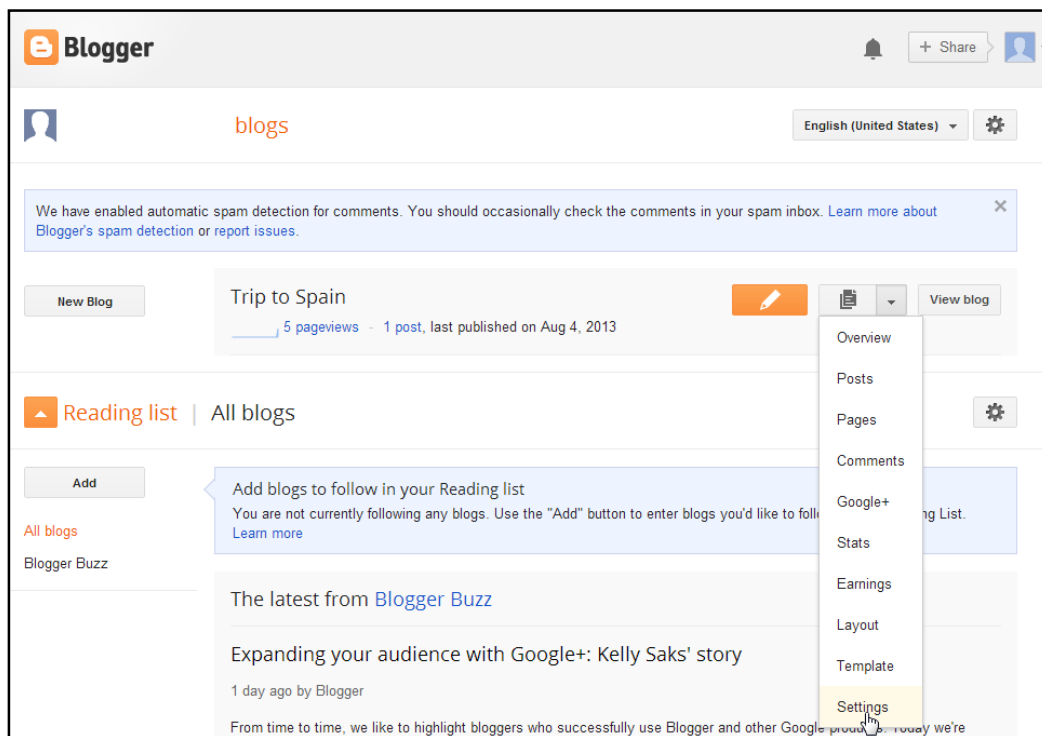 Blogger
+ Share
blogs
English (United States)
We have enabled automatic spam detection for comments. You should occasionally check the comments in your spam inbox. Learn more about
Blogger's spam detection or report issues.
New Blog
Trip to Spain
View blog
5 pageviews - 1 post, last published on Aug 4, 2013
Overview
Posts
Pages
Comments
Google+
Stats
Earnings
Layout
Template
Settings
Reading list | All blogs
Add
All blogs
Blogger Buzz
Add blogs to follow in your Reading list
You are not currently following any blogs. Use the "Add" button to enter blogs you'd like to List.
Learn more
The latest from Blogger Buzz
Expanding your audience with Google+: Kelly Saks' story
1 day ago by Blogger
From time to time, we like to highlight bloggers who successfully use Blogger and other Google Today we're